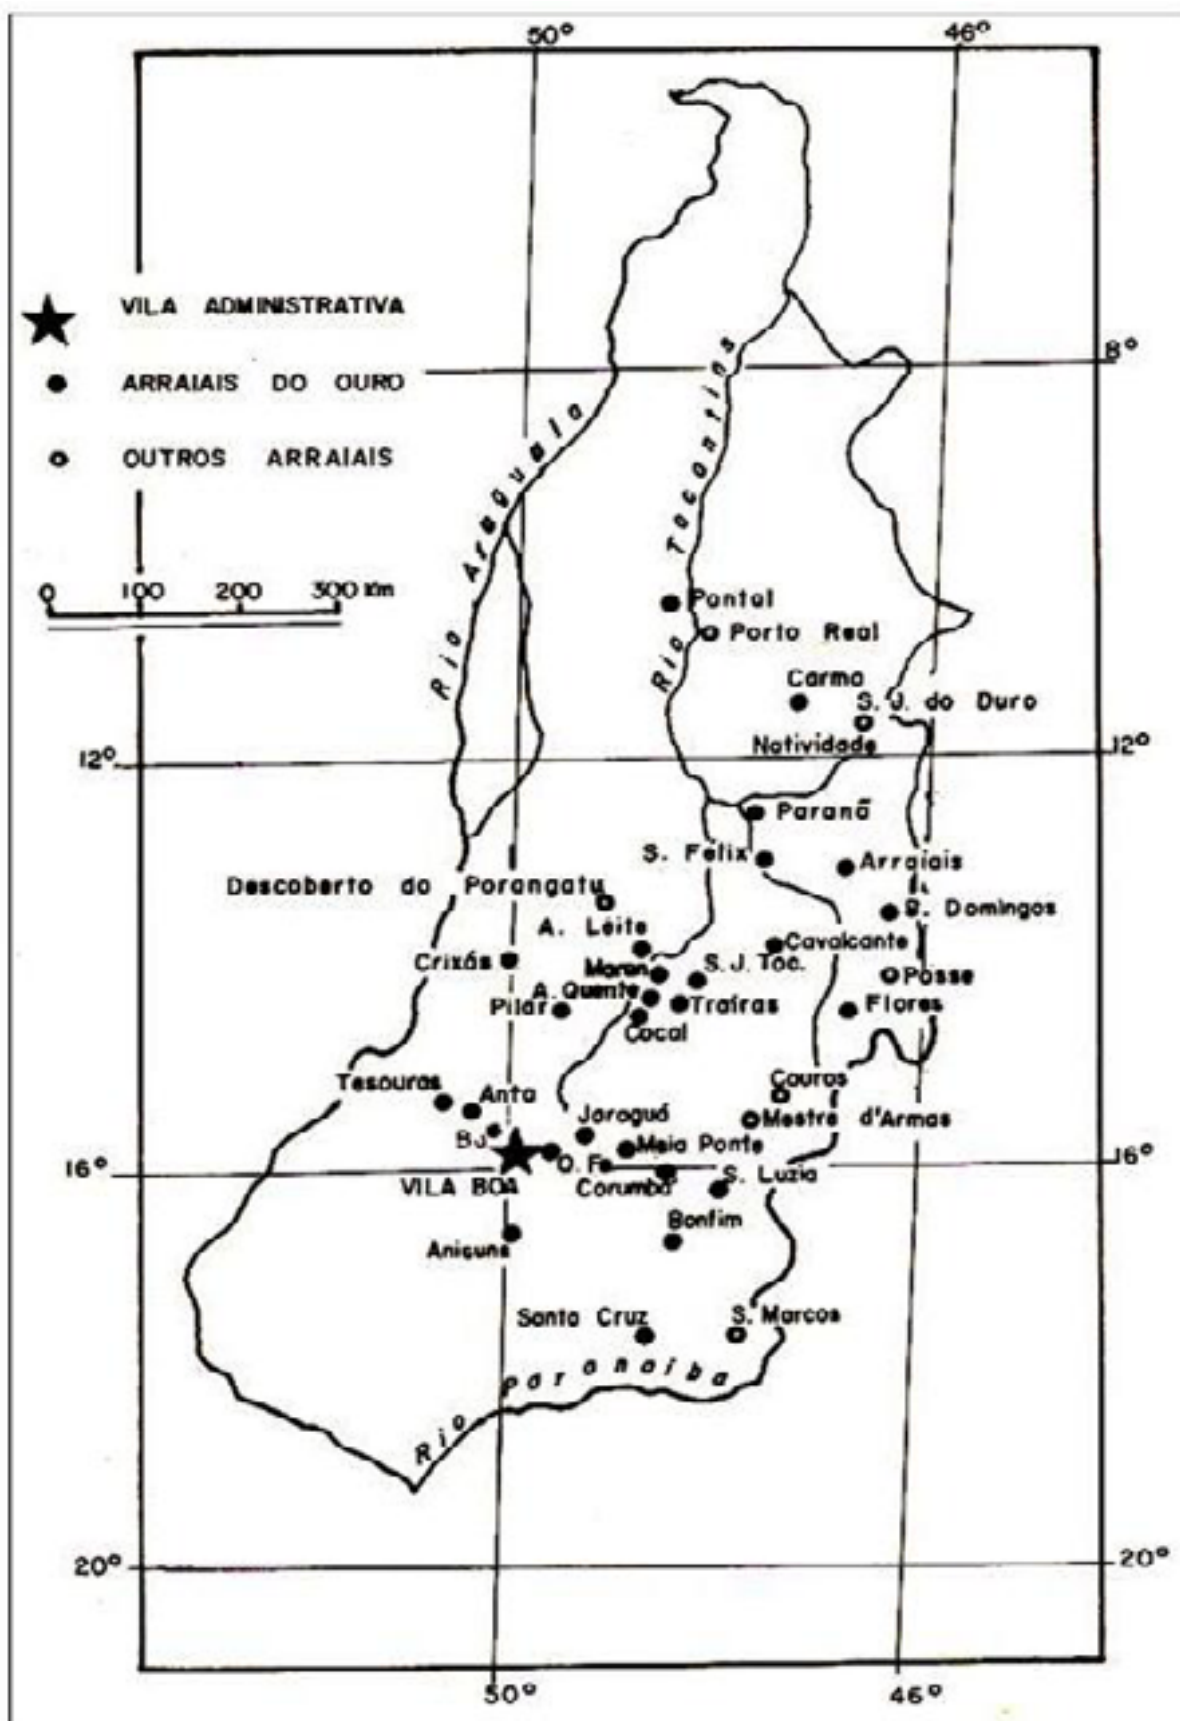 50° 46°
VILA ADMINISTRATIVA
8°
ARRAIAIS DO OURO
OUTROS ARRAIAIS
Rio Araguaia
Rio Tocantins
0 100 200 300 Km
Pontal
Porto Real
Carmo
S. J. do Duro
Natividade
12° 12°
Paranã
S. Félix
Arraiais
Descoberto do Porangatu
S. Domingos
A. Leite
Cavalcante
Crixás
S. J. Toc.
Posse
A. Quente
Pilar
Traíras
Flores
Cocal
Couros
Tesouras
Anta
Mestre d'Armas
Jaraguá
Meia Ponte
16° 16°
O. F.
VILA BOA
Corumbá
S. Luzia
Bonfim
Anicuns
Santa Cruz
S. Marcos
Rio Paranaíba
20° 20°
50° 46°